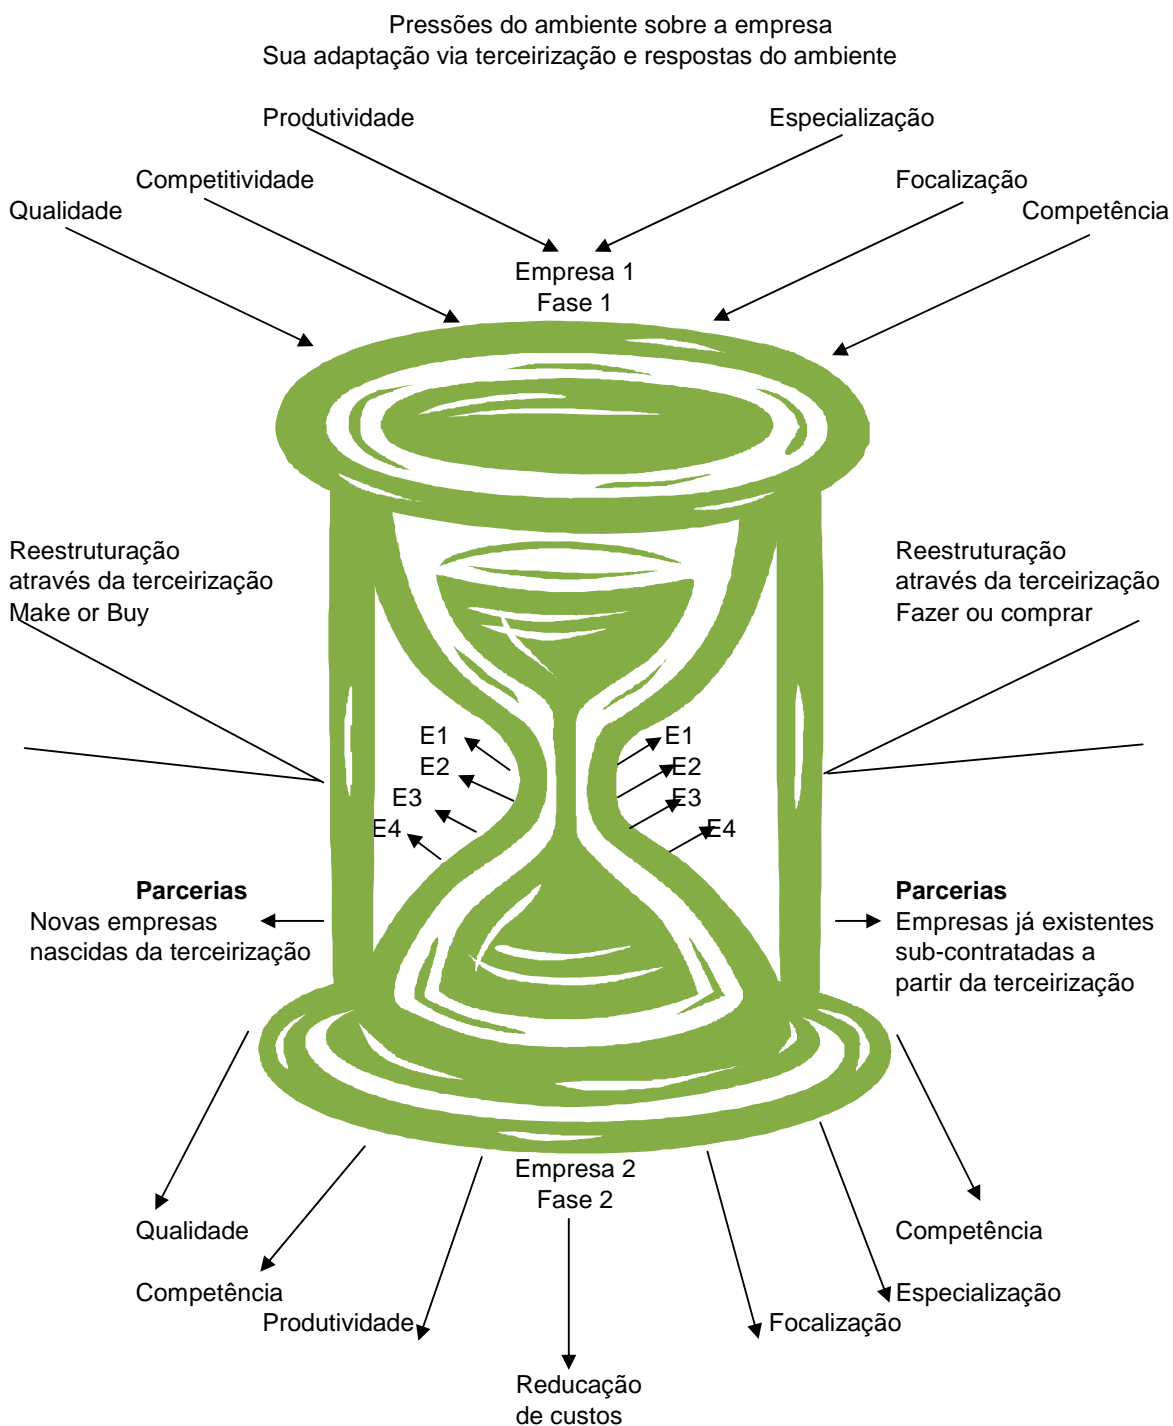 Pressões do ambiente sobre a empresa
Sua adaptação via terceirização e respostas do ambiente
Produtividade
Especialização
Competitividade
Focalização
Qualidade
Competência
Empresa 1
Fase 1
Reestruturação
através da terceirização
Make or Buy
Reestruturação
através da terceirização
Fazer ou comprar
E1
E2
E3
E4
E1
E2
E3
E4
Parcerias
Novas empresas
nascidas da terceirização
Parcerias
Empresas já existentes
sub-contratadas a
partir da terceirização
Empresa 2
Fase 2
Qualidade
Competência
Competência
Especialização
Produtividade
Focalização
Reducação
de custos